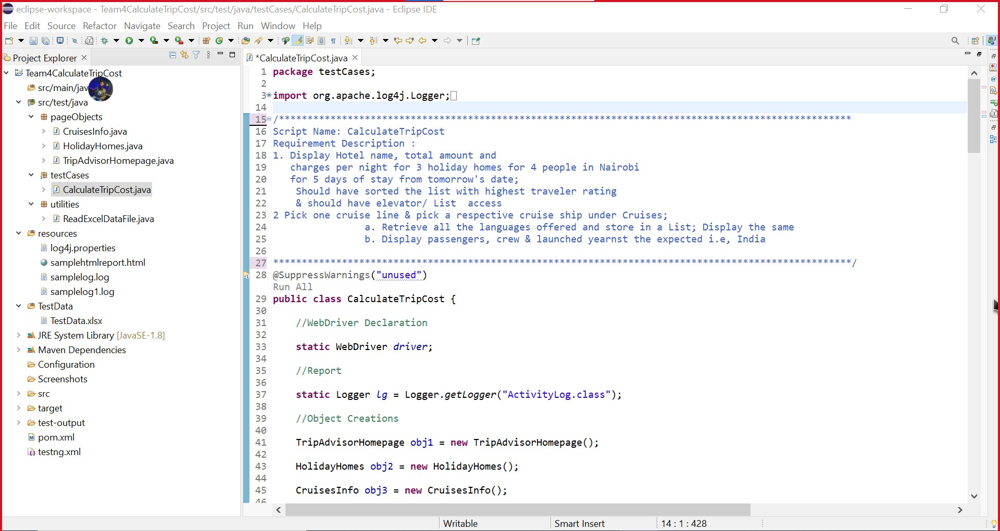 eclipse-workspace - Team4CalculateTripCost/src/test/java/testCases/CalculateTripCost.java - Eclipse IDE
File Edit Source Refactor Navigate Search Project Run Window Help
Project Explorer
Team4CalculateTripCost
src/main/jav
src/test/java
pageObjects
CruisesInfo.java
HolidayHomes.java
TripAdvisorHomepage.java
testCases
CalculateTripCost.java
utilities
ReadExcelDataFile.java
resources
log4j.properties
samplehtmlreport.html
samplelog.log
samplelog1.log
TestData
TestData.xlsx
JRE System Library [JavaSE-1.8]
Maven Dependencies
Configuration
Screenshots
src
target
test-output
pom.xml
testng.xml
*CalculateTripCost.java
1 package testCases;
2
3 import org.apache.log4j.Logger;
14
15 /****************************************************************************************************
16 Script Name: CalculateTripCost
17 Requirement Description :
18 1. Display Hotel name, total amount and
19    charges per night for 3 holiday homes for 4 people in Nairobi
20    for 5 days of stay from tomorrow's date;
21     Should have sorted the list with highest traveler rating
22     & should have elevator/ List  access
23 2 Pick one cruise line & pick a respective cruise ship under Cruises;
24                 a. Retrieve all the languages offered and store in a List; Display the same
25                 b. Display passengers, crew & launched yearnst the expected i.e, India
26
27 *****************************************************************************************************/
28 @SuppressWarnings("unused")
Run All
29 public class CalculateTripCost {
30
31     //WebDriver Declaration
32
33     static WebDriver driver;
34
35     //Report
36
37     static Logger lg = Logger.getLogger("ActivityLog.class");
38
39     //Object Creations
40
41     TripAdvisorHomepage obj1 = new TripAdvisorHomepage();
42
43     HolidayHomes obj2 = new HolidayHomes();
44
45     CruisesInfo obj3 = new CruisesInfo();
46
Writable Smart Insert 14 : 1 : 428